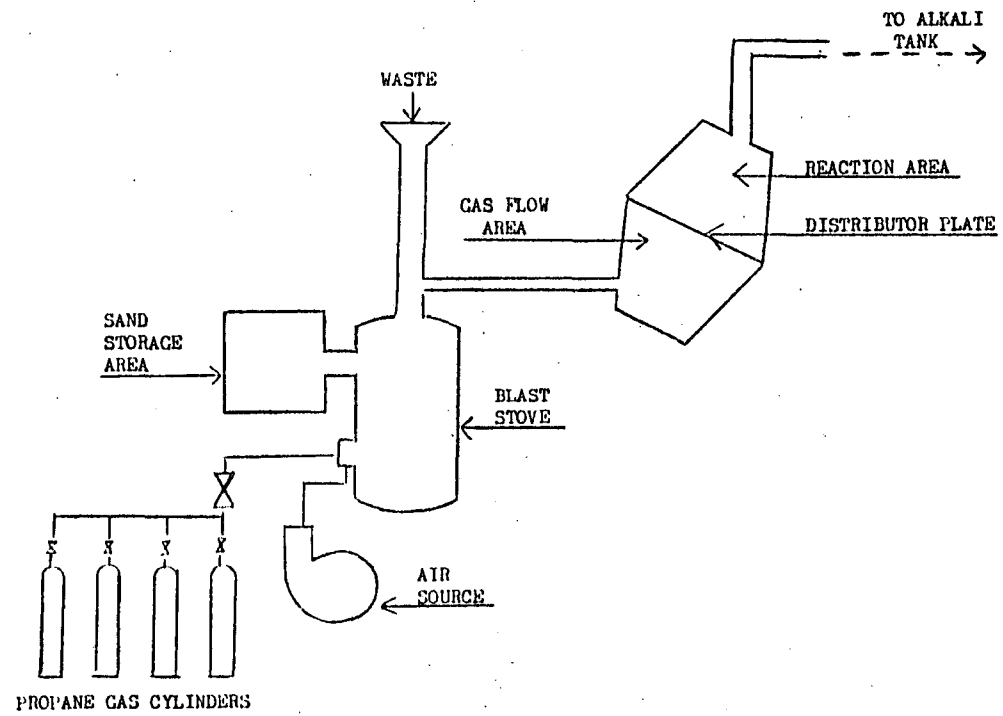 TO ALKALI
TANK
WASTE
REACTION AREA
GAS FLOW
AREA
DISTRIBUTOR PLATE
SAND
STORAGE
AREA
BLAST
STOVE
AIR
SOURCE
PROPANE GAS CYLINDERS